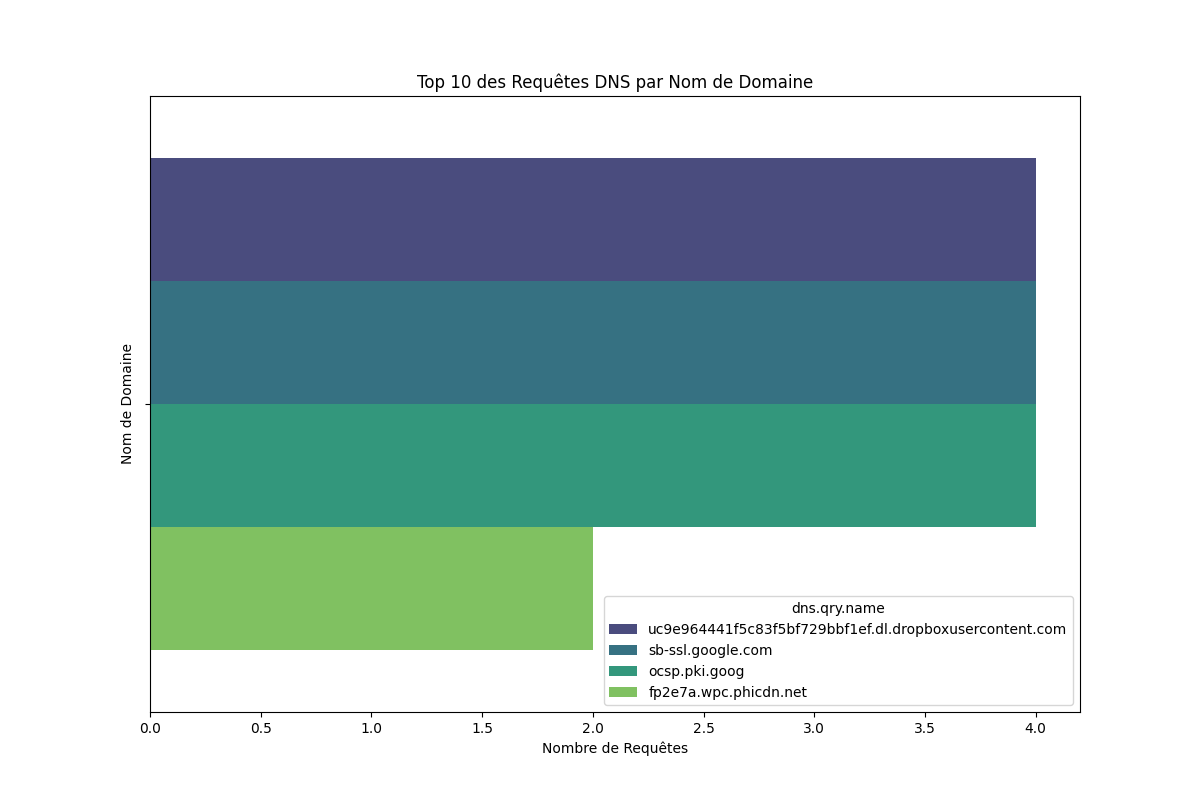 Top 10 des Requêtes DNS par Nom de Domaine
Nom de Domaine
dns.qry.name
uc9e964441f5c83f5bf729bbf1ef.dl.dropboxusercontent.com
sb-ssl.google.com
ocsp.pki.goog
fp2e7a.wpc.phicdn.net
0.0 0.5 1.0 1.5 2.0 2.5 3.0 3.5 4.0
Nombre de Requêtes